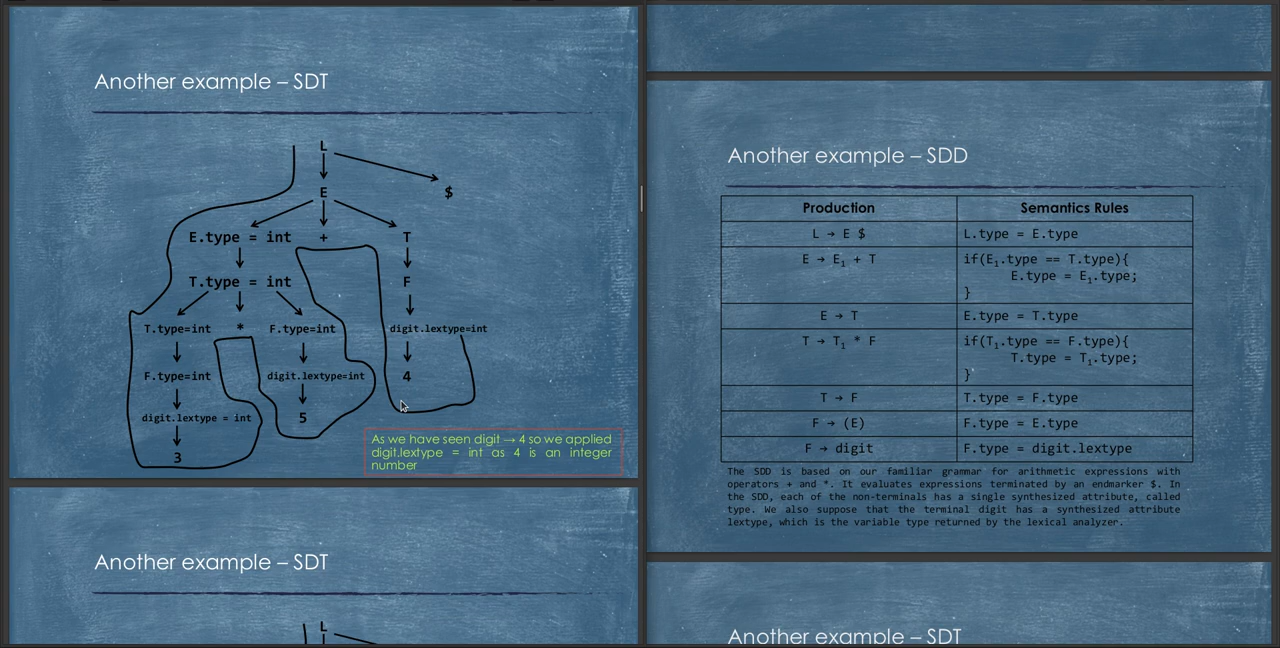 Another example – SDT
L
$
E
E.type = int + T
T.type = int F
T.type=int * F.type=int digit.lextype=int
F.type=int digit.lextype=int 4
digit.lextype = int 5
3
As we have seen digit → 4 so we applied
digit.lextype = int as 4 is an integer
number
Another example – SDT
L
Another example – SDD
Production Semantics Rules
L → E $ L.type = E.type
E → E₁ + T if(E₁.type == T.type){
E.type = E₁.type;
}
E → T E.type = T.type
T → T₁ * F if(T₁.type == F.type){
T.type = T₁.type;
}
T → F T.type = F.type
F → (E) F.type = E.type
F → digit F.type = digit.lextype
The SDD is based on our familiar grammar for arithmetic expressions with
operators + and *. It evaluates expressions terminated by an endmarker $. In
the SDD, each of the non-terminals has a single synthesized attribute, called
type. We also suppose that the terminal digit has a synthesized attribute
lextype, which is the variable type returned by the lexical analyzer.
Another example – SDT